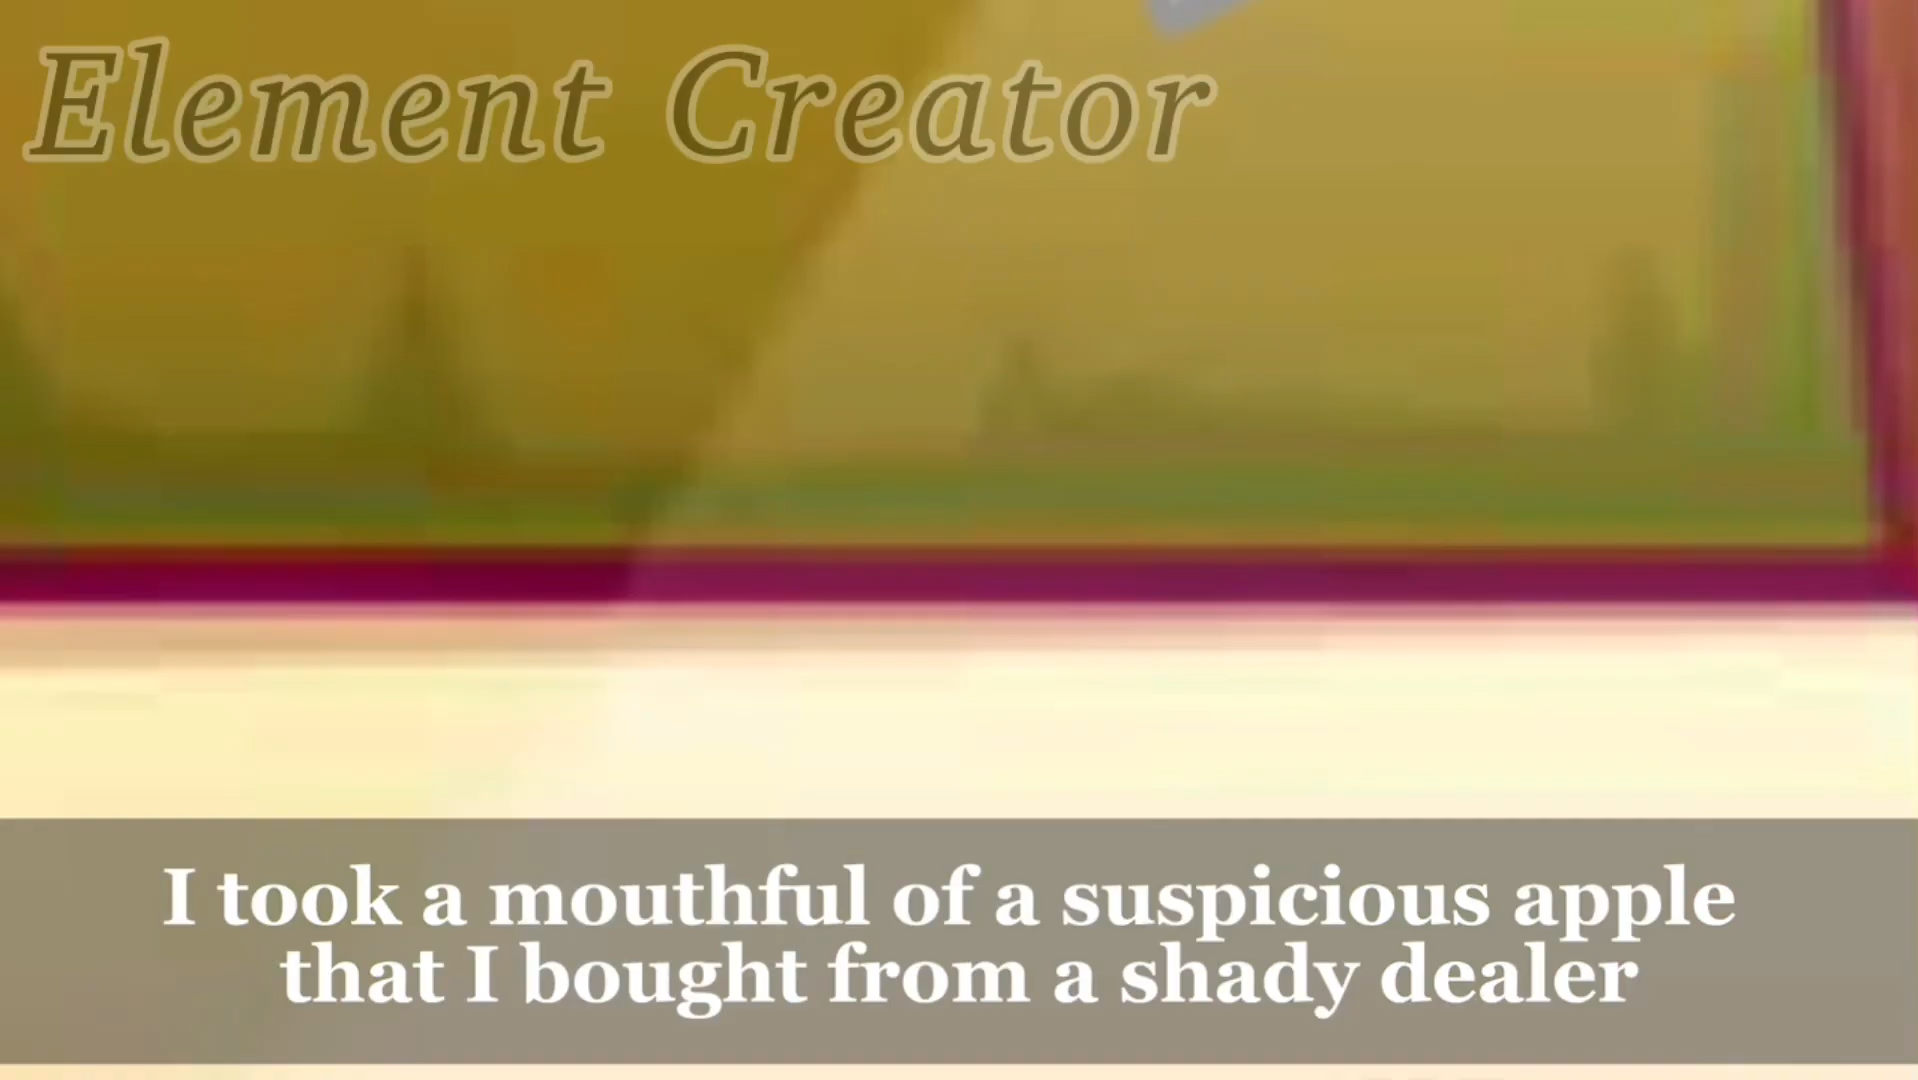 Element Creator
I took a mouthful of a suspicious apple
that I bought from a shady dealer